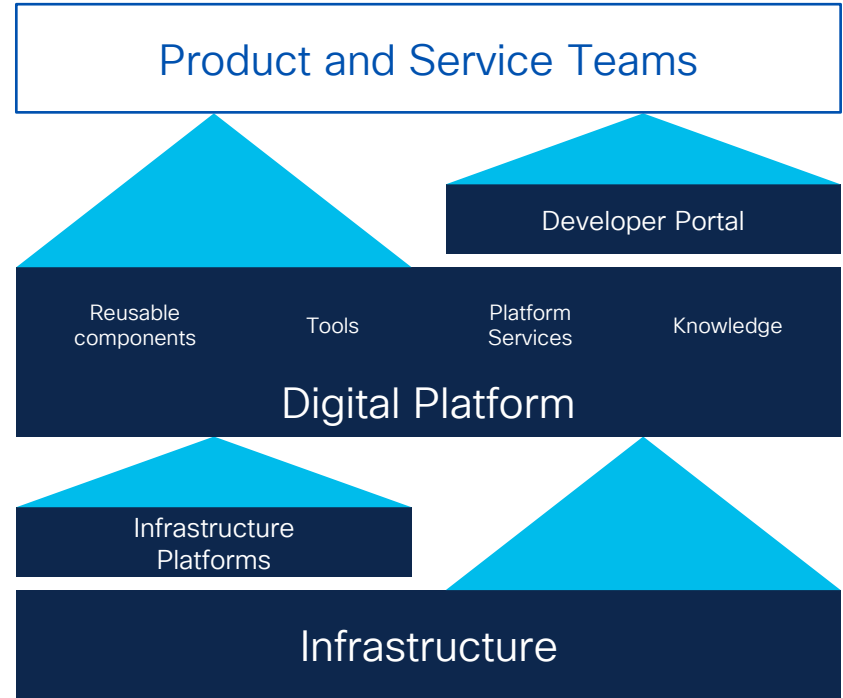 Product and Service Teams
Developer Portal
Reusable
components
Tools
Platform
Services
Knowledge
Digital Platform
Infrastructure
Platforms
Infrastructure